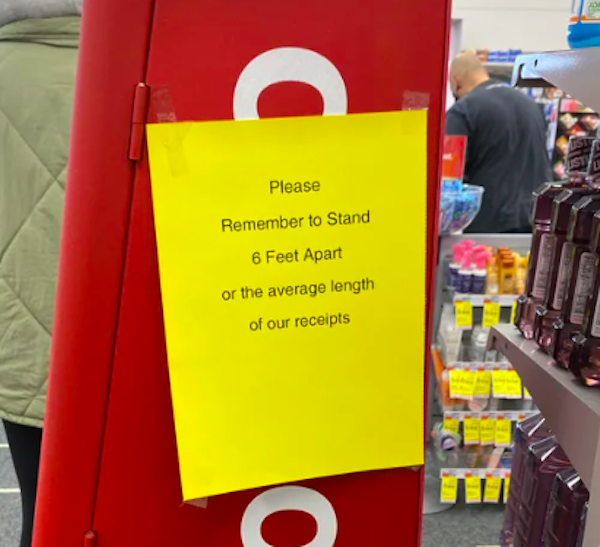 Please
Remember to Stand
6 Feet Apart
or the average length
of our receipts